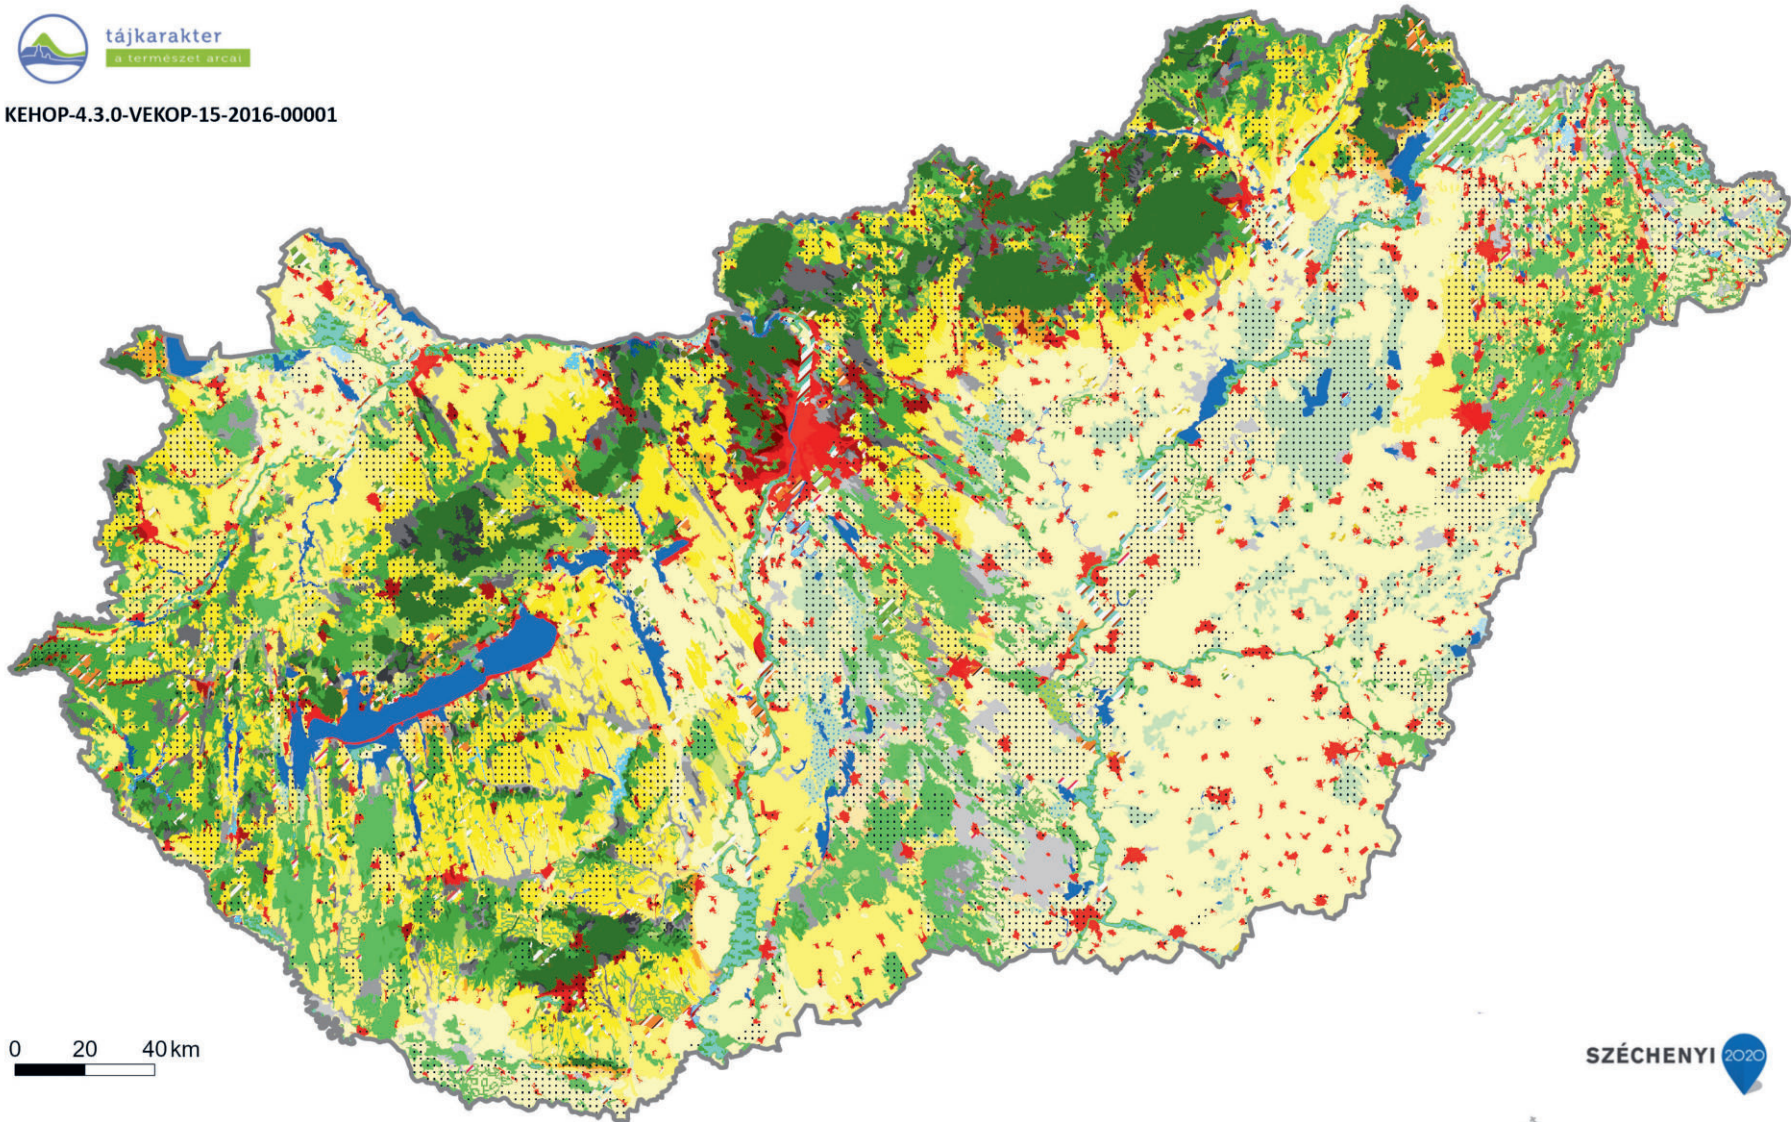 tájkarakter
a természet arcai
KEHOP-4.3.0-VEKOP-15-2016-00001
0 20 40 km
SZÉCHENYI 2020